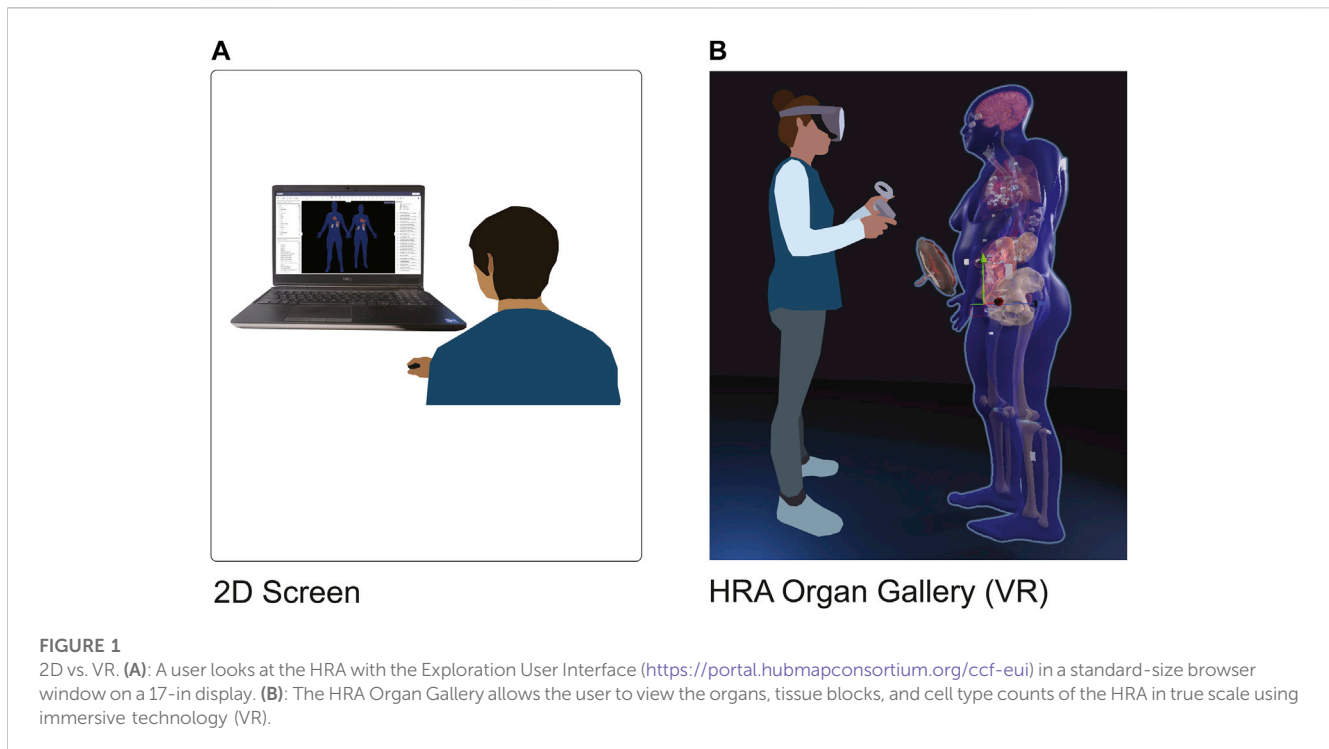 A
B
2D Screen
HRA Organ Gallery (VR)
FIGURE 1
2D vs. VR. (A): A user looks at the HRA with the Exploration User Interface (https://portal.hubmapconsortium.org/ccf-eui) in a standard-size browser
window on a 17-in display. (B): The HRA Organ Gallery allows the user to view the organs, tissue blocks, and cell type counts of the HRA in true scale using
immersive technology (VR).